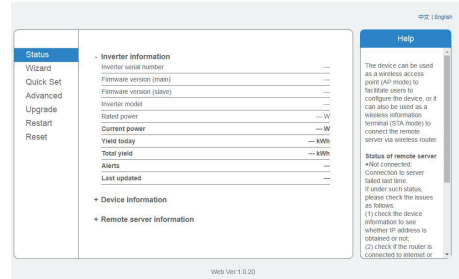 中文 | English
Help
Status
Wizard
Quick Set
Advanced
Upgrade
Restart
Reset
- Inverter information
Inverter serial number ---
Firmware version (main) ---
Firmware version (slave) ---
Inverter model ---
Rated power --- W
Current power --- W
Yield today --- kWh
Total yield --- kWh
Alerts ---
Last updated ---
+ Device information
+ Remote server information
The device can be used
as a wireless access
point (AP mode) to
facilitate users to
configure the device, or it
can also be used as a
wireless information
terminal (STA mode) to
connect the remote
server via wireless router.
Status of remote server
•Not connected:
Connection to server
failed last time.
If under such status,
please check the issues
as follows:
(1) check the device
information to see
whether IP address is
obtained or not;
(2) check if the router is
connected to internet or
Web Ver:1.0.20